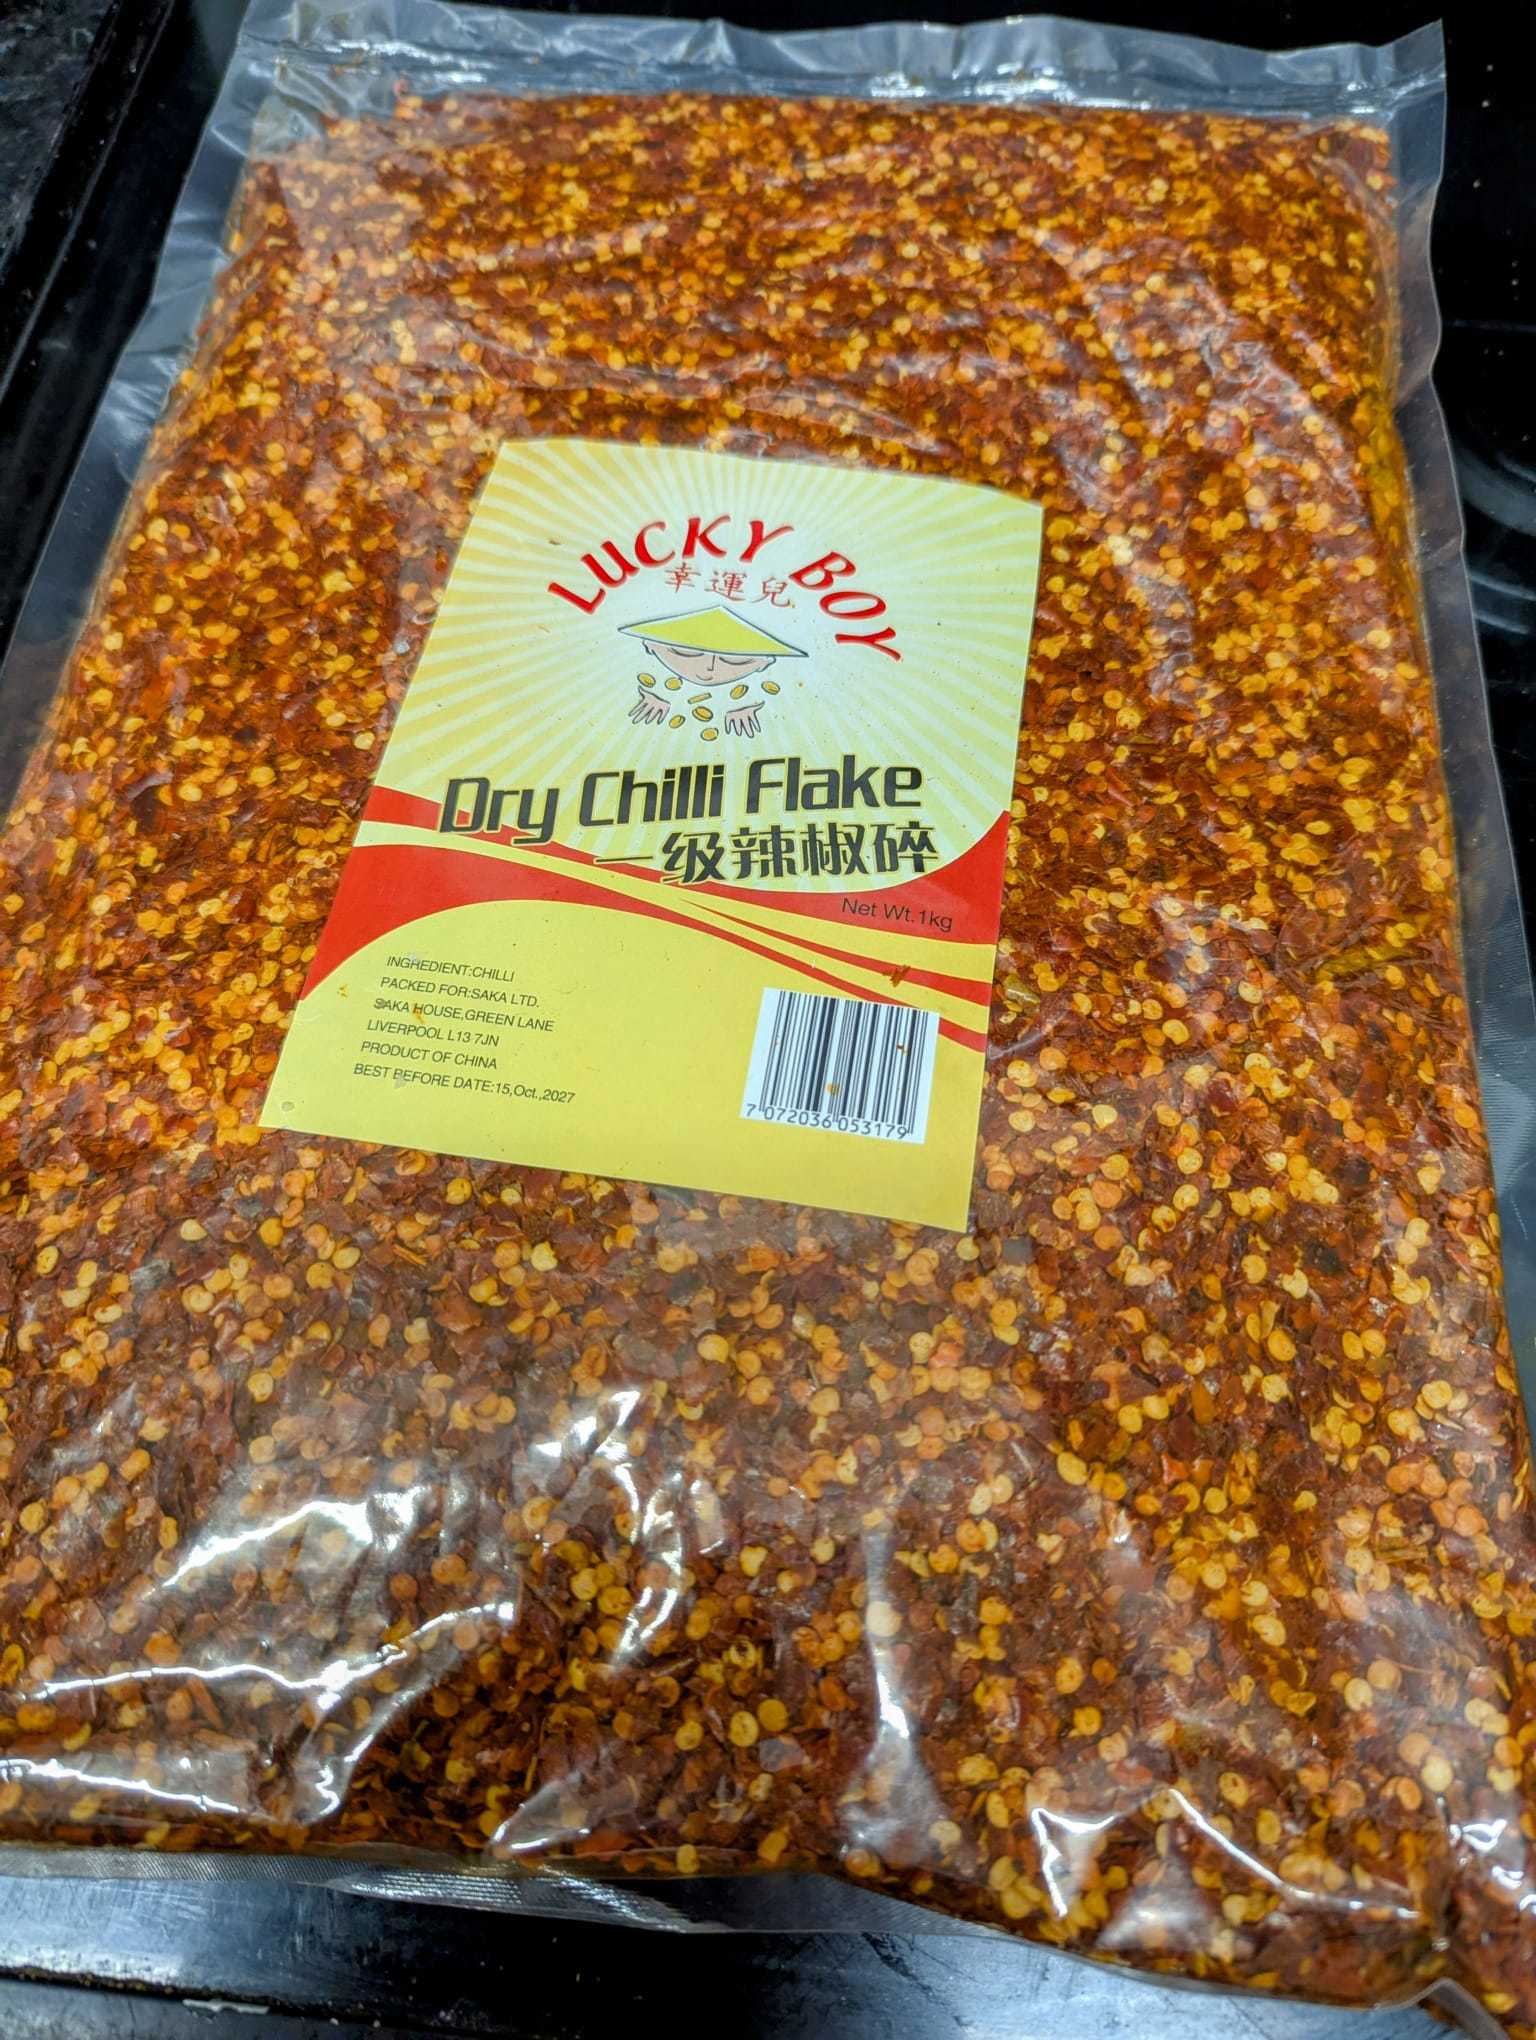 LUCKY BOY
幸運兒
Dry Chilli Flake
一级辣椒碎
Net Wt.1kg
INGREDIENT:CHILLI
PACKED FOR:SAKA LTD.
SAKA HOUSE,GREEN LANE
LIVERPOOL L13 7JN
PRODUCT OF CHINA
BEST BEFORE DATE:15,Oct.,2027
7 072036 053179